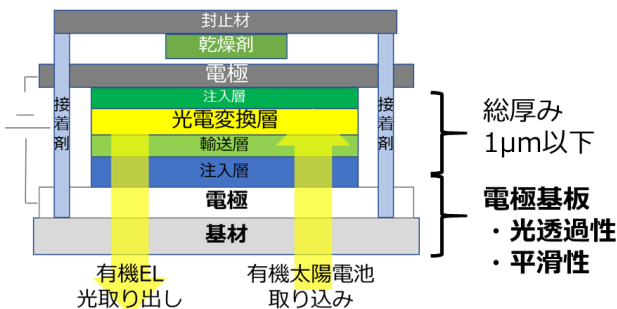 封止材
乾燥剤
電極
注入層
光電変換層
輸送層
注入層
電極
基材
接着剤
接着剤
総厚み
1μm以下
電極基板
・光透過性
・平滑性
有機EL
光取り出し
有機太陽電池
取り込み